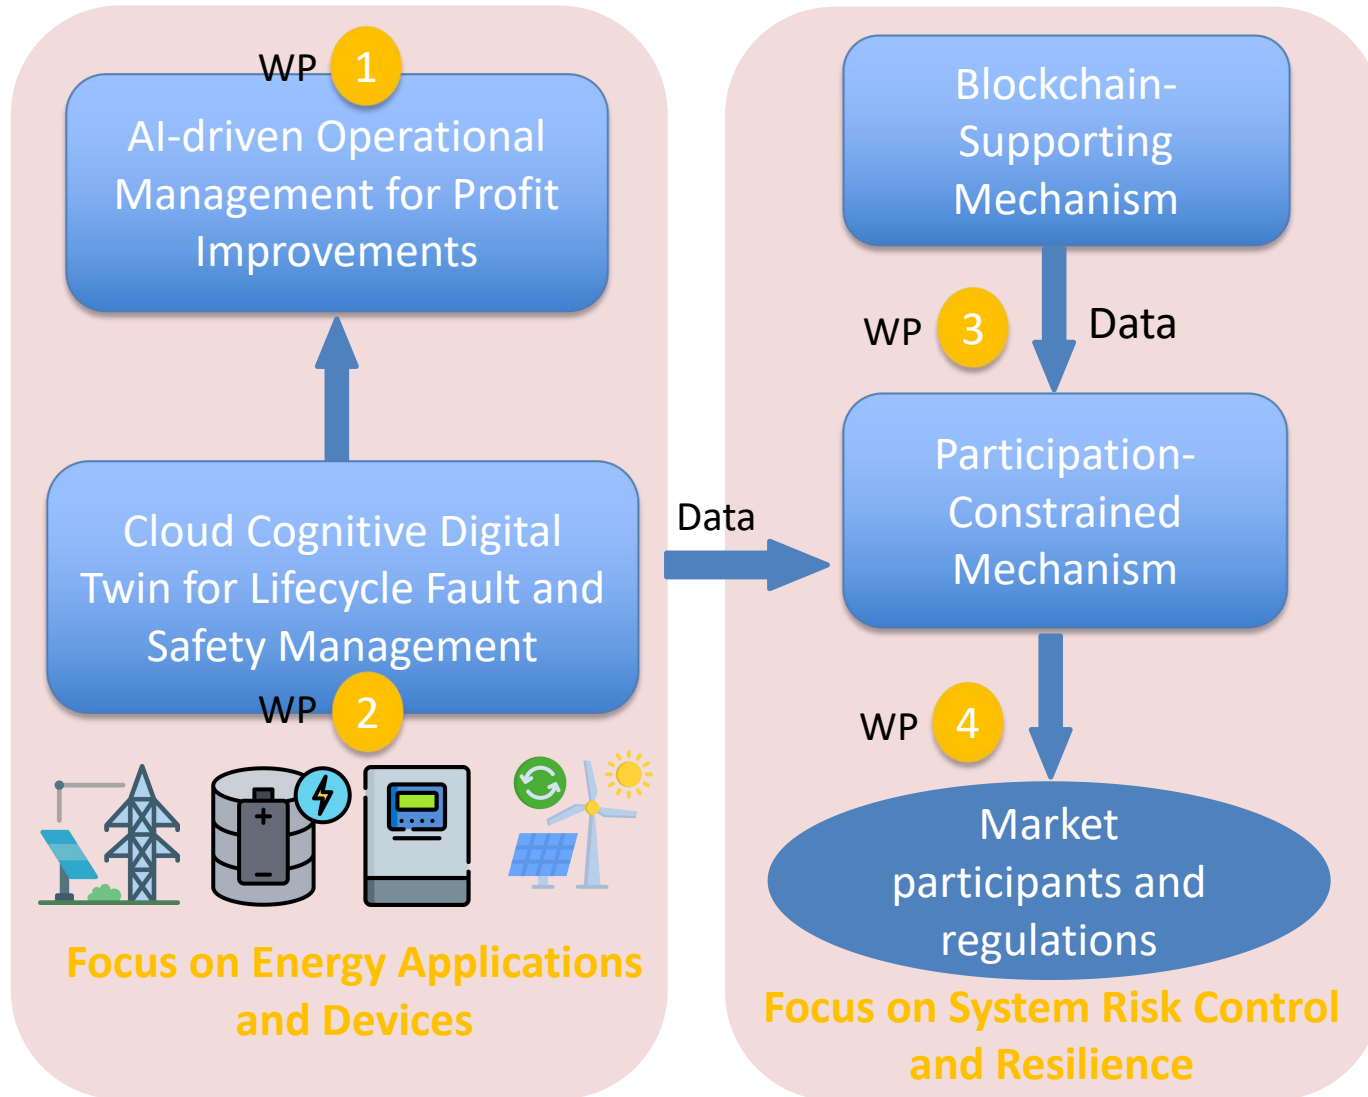 WP 1
AI-driven Operational
Management for Profit
Improvements
Cloud Cognitive Digital
Twin for Lifecycle Fault and
Safety Management
WP 2
Focus on Energy Applications
and Devices
Data
Blockchain-
Supporting
Mechanism
WP 3 Data
Participation-
Constrained
Mechanism
WP 4
Market
participants and
regulations
Focus on System Risk Control
and Resilience